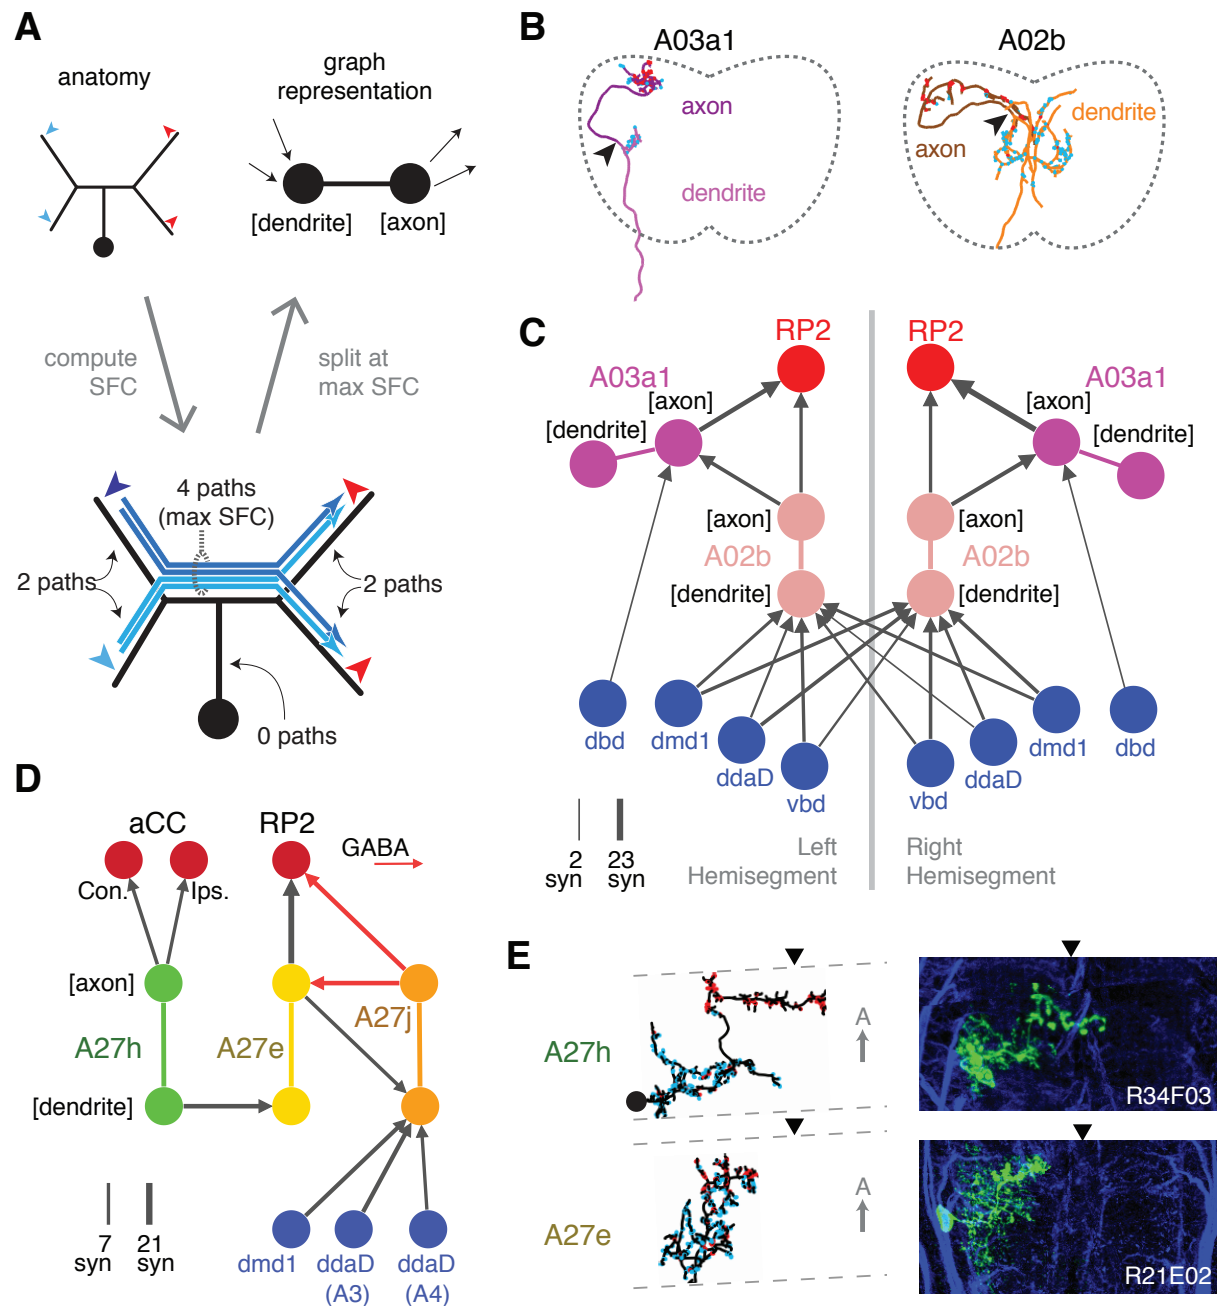 A
anatomy
graph
representation
[dendrite]
[axon]
compute
SFC
split at
max SFC
4 paths
(max SFC)
2 paths
2 paths
0 paths
B
A03a1
axon
dendrite
A02b
axon
dendrite
C
RP2
RP2
A03a1
[axon]
[dendrite]
A03a1
[axon]
[dendrite]
[axon]
A02b
[dendrite]
[axon]
A02b
[dendrite]
dbd
dmd1
ddaD
vbd
vbd
ddaD
dmd1
dbd
2
syn
23
syn
Left
Hemisegment
Right
Hemisegment
D
aCC
RP2
GABA
Con.
Ips.
[axon]
A27h
A27e
A27j
[dendrite]
7
syn
21
syn
dmd1
ddaD
(A3)
ddaD
(A4)
E
A27h
A
R34F03
A27e
A
R21E02